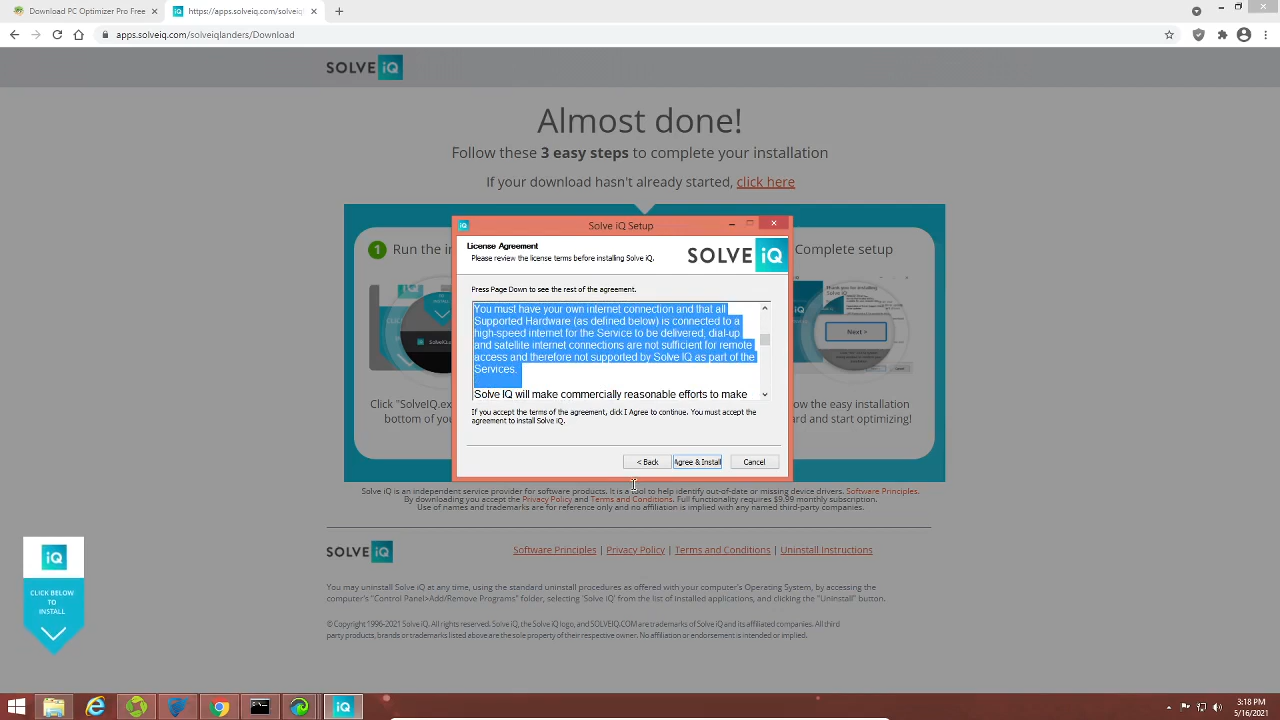 Download PC Optimizer Pro Free
https://apps.solveiq.com/solveiql
apps.solveiq.com/solveiqlanders/Download
SOLVE iQ
Almost done!
Follow these 3 easy steps to complete your installation
If your download hasn't already started, click here
1 Run the in
Complete setup
Solve iQ Setup
License Agreement
Please review the license terms before installing Solve iQ.
SOLVE iQ
Press Page Down to see the rest of the agreement.
You must have your own internet connection and that all
Supported Hardware (as defined below) is connected to a
high-speed internet for the Service to be delivered, dial-up
and satellite internet connections are not sufficient for remote
access and therefore not supported by Solve IQ as part of the
Services.
Solve IQ will make commercially reasonable efforts to make
If you accept the terms of the agreement, click I Agree to continue. You must accept the
agreement to install Solve iQ.
< Back
Agree & Install
Cancel
SolveiQ.e
Next >
Click "SolveIQ.ex
bottom of yo
ow the easy installation
ard and start optimizing!
Solve iQ is an independent service provider for software products. It is a tool to help identify out-of-date or missing device drivers. Software Principles.
By downloading you accept the Privacy Policy and Terms and Conditions. Full functionality requires $9.99 monthly subscription.
Use of names and trademarks are for reference only and no affiliation is implied with any named third-party companies.
SOLVE iQ
Software Principles | Privacy Policy | Terms and Conditions | Uninstall Instructions
iQ
CLICK BELOW
TO
INSTALL
You may uninstall Solve iQ at any time, using the standard uninstall procedures as offered with your computer's Operating System, by accessing the
computer's "Control Panel>Add/Remove Programs" folder, selecting 'Solve iQ' from the list of installed applications, and clicking the "Uninstall" button.
© Copyright 1996-2021 Solve iQ. All rights reserved. Solve iQ, the Solve iQ logo, and SOLVEIQ.COM are trademarks of Solve iQ and its affiliated companies. All third
party products, brands or trademarks listed above are the sole property of their respective owner. No affiliation or endorsement is intended or implied.
3:18 PM
5/16/2021